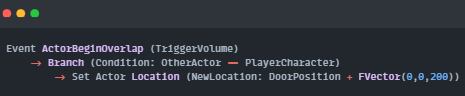 Event ActorBeginOverlap (TriggerVolume)
→ Branch (Condition: OtherActor == PlayerCharacter)
→ Set Actor Location (NewLocation: DoorPosition + FVector(0,0,200))